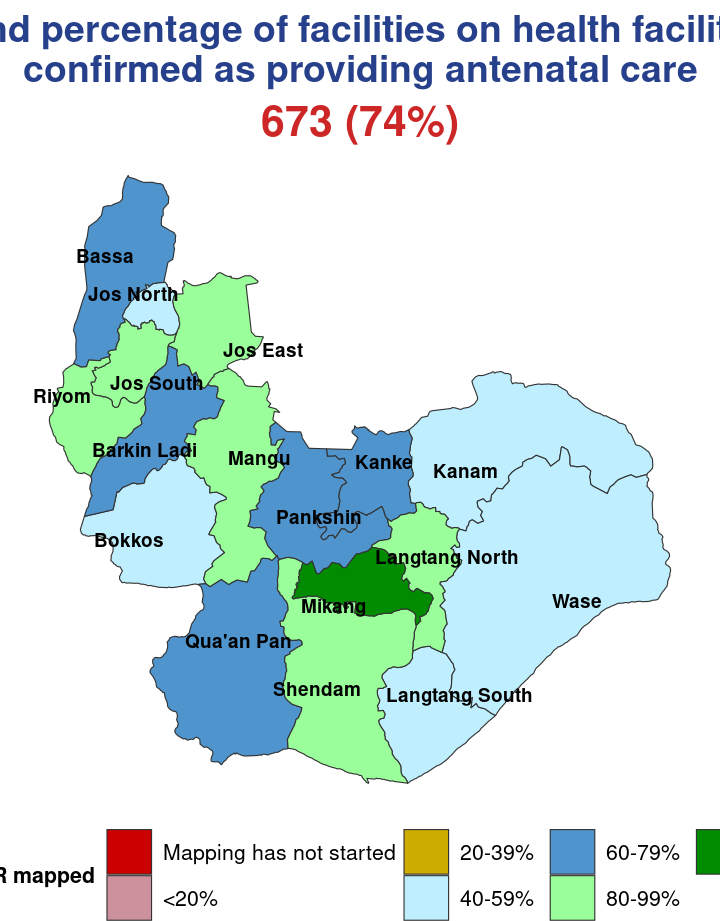 percentage of facilities on health
confirmed as providing antenatal care
673 (74%)
Bassa
Jos North
Jos East
Jos South
Riyom
Barkin Ladi
Mangu
Kanke
Kanam
Pankshin
Bokkos
Langtang North
Mikang
Wase
Qua'an Pan
Shendam
Langtang South
Mapping has not started
20-39%
60-79%
R mapped
<20%
40-59%
80-99%